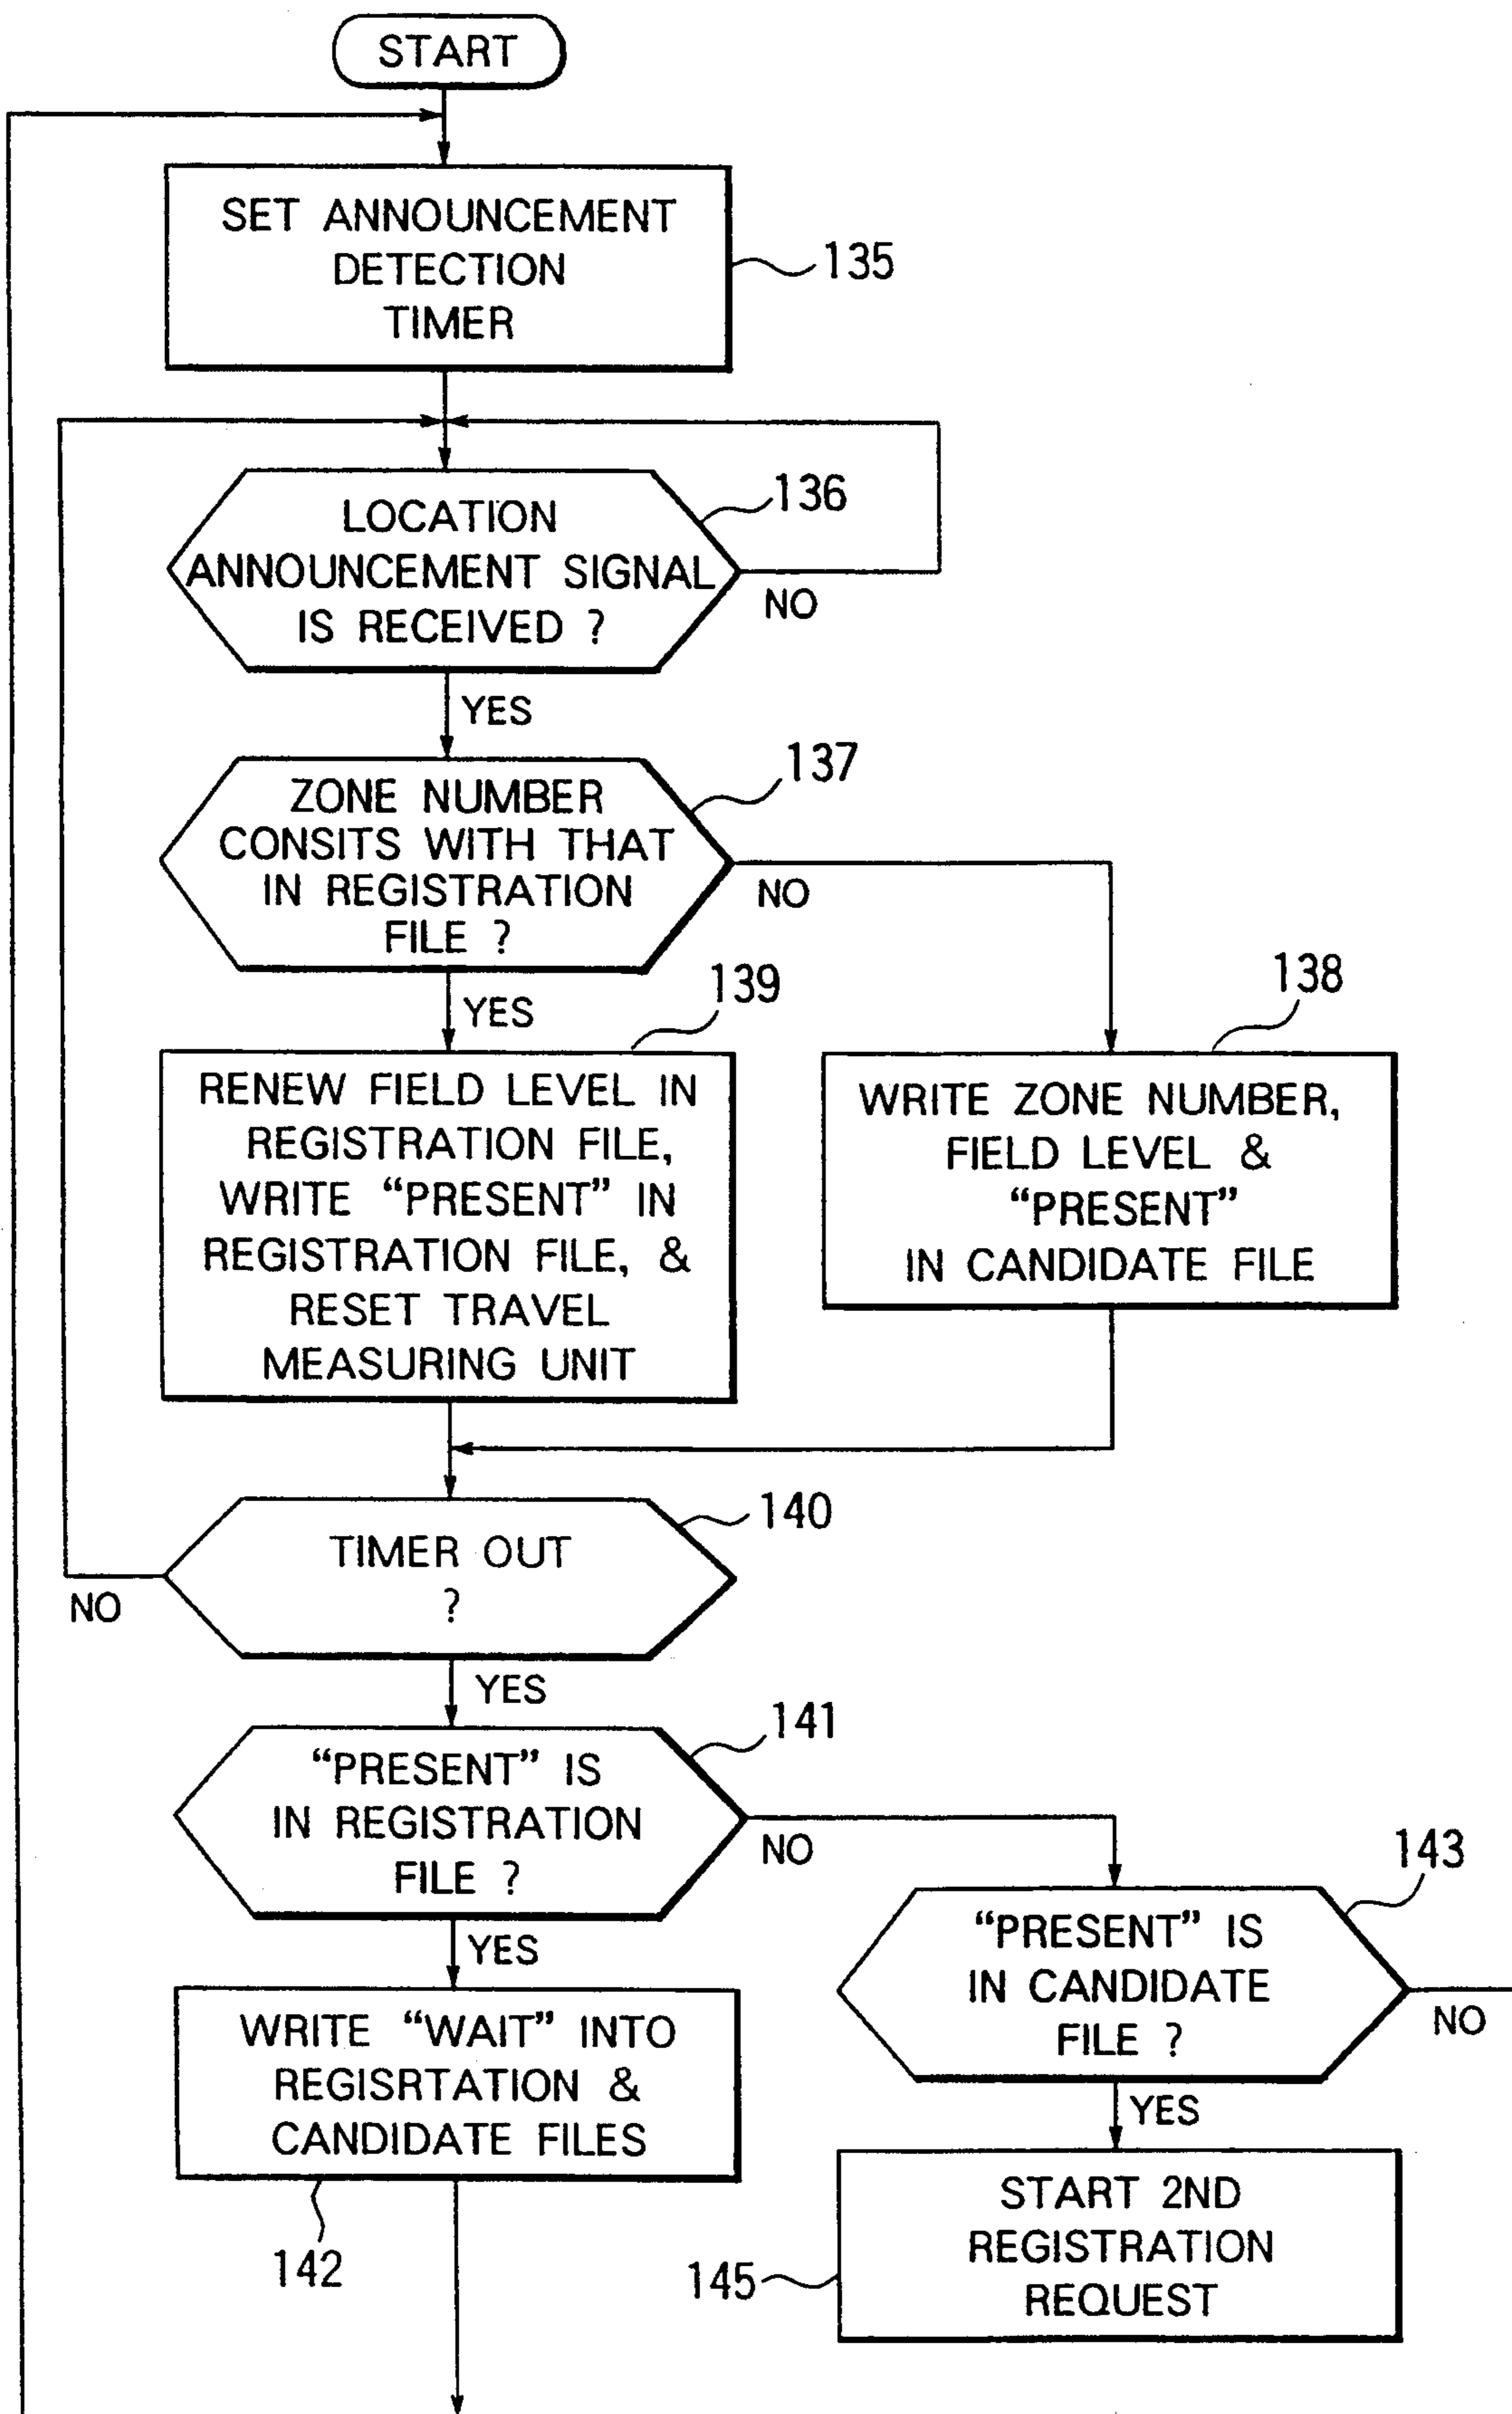 START
SET ANNOUNCEMENT
DETECTION
TIMER
135
LOCATION
ANNOUNCEMENT SIGNAL
IS RECEIVED ?
136
NO
YES
ZONE NUMBER
CONSITS WITH THAT
IN REGISTRATION
FILE ?
137
NO
YES
139
138
RENEW FIELD LEVEL IN
REGISTRATION FILE,
WRITE “PRESENT” IN
REGISTRATION FILE, &
RESET TRAVEL
MEASURING UNIT
WRITE ZONE NUMBER,
FIELD LEVEL &
“PRESENT”
IN CANDIDATE FILE
TIMER OUT
?
140
NO
YES
“PRESENT” IS
IN REGISTRATION
FILE ?
141
NO
YES
143
“PRESENT” IS
IN CANDIDATE
FILE ?
NO
YES
WRITE “WAIT” INTO
REGISRTATION &
CANDIDATE FILES
142
START 2ND
REGISTRATION
REQUEST
145